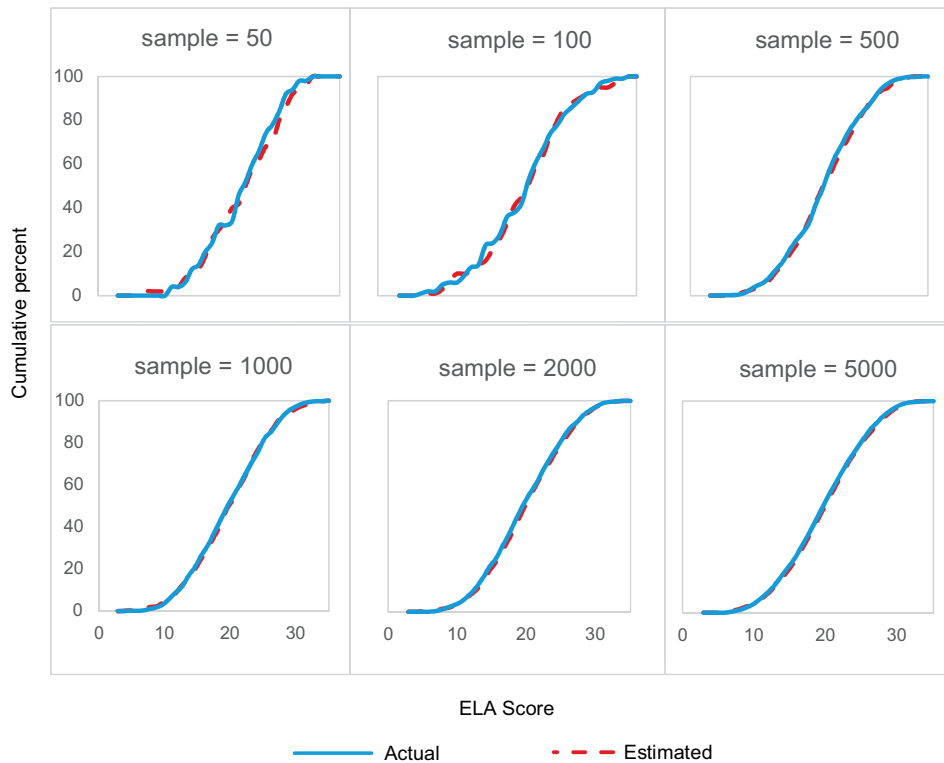 sample = 50
sample = 100
sample = 500
100
80
60
40
20
0
Cumulative percent
sample = 1000
sample = 2000
sample = 5000
100
80
60
40
20
0
0 10 20 30
0 10 20 30
0 10 20 30
ELA Score
Actual
Estimated